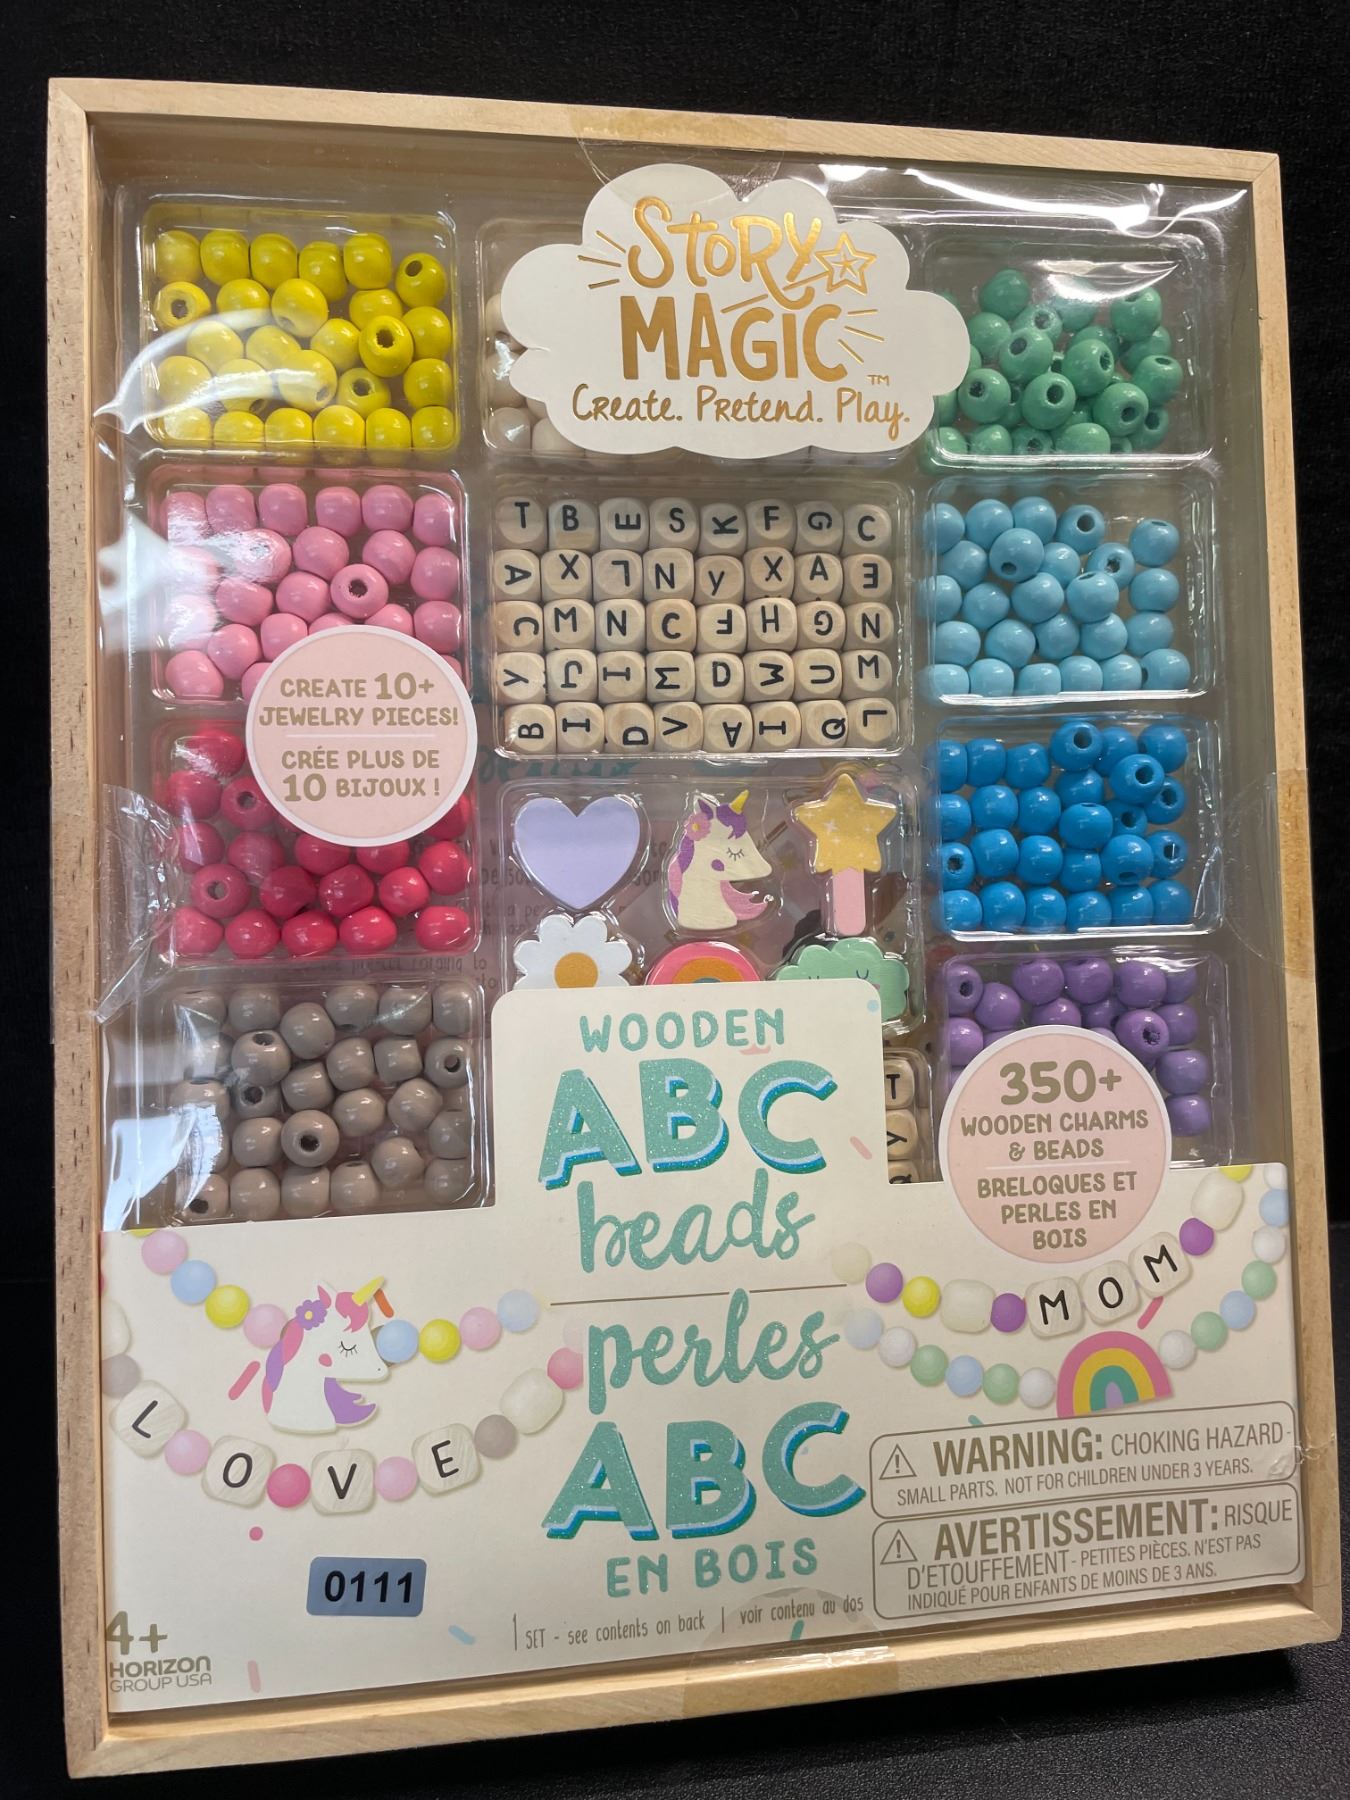 STORY
MAGIC™
Create. Pretend. Play.
T B E S K F G C
A X L N Y X A E
C M N C F H G N
Y J I M D M U M
B I D V A I Q L
CREATE 10+
JEWELRY PIECES!
CRÉE PLUS DE
10 BIJOUX !
WOODEN
ABC
beads
perles
ABC
EN BOIS
T
Y
350+
WOODEN CHARMS
& BEADS
BRELOQUES ET
PERLES EN
BOIS
MOM
LOVE
WARNING: CHOKING HAZARD-
SMALL PARTS. NOT FOR CHILDREN UNDER 3 YEARS.
AVERTISSEMENT: RISQUE
D'ETOUFFEMENT- PETITES PIÈCES. N'EST PAS
INDIQUÉ POUR ENFANTS DE MOINS DE 3 ANS.
0111
1 SET - see contents on back | voir contenu au dos
4+
HORIZON
GROUP USA